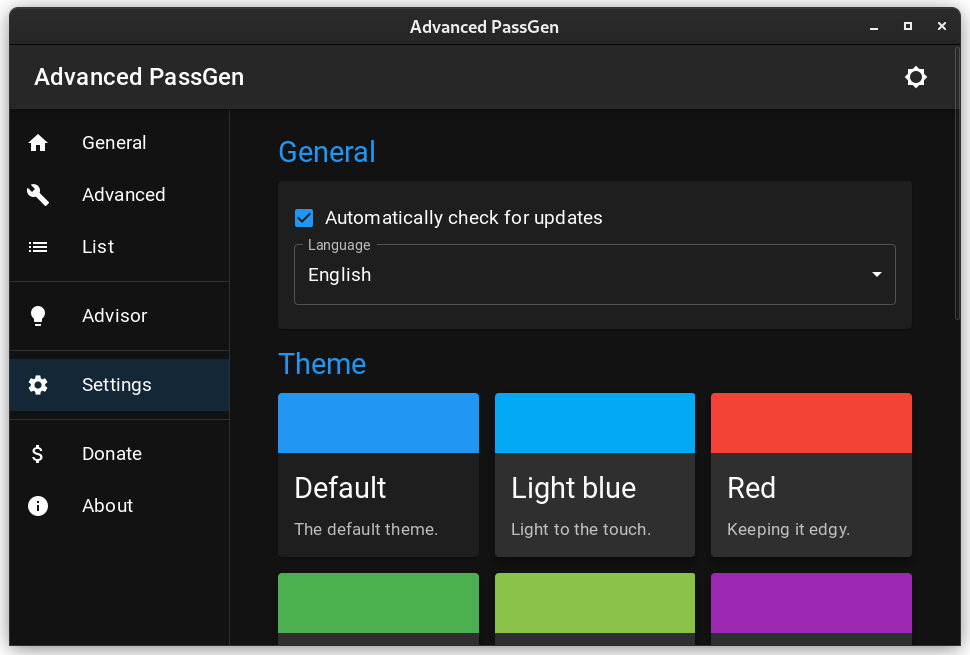 Advanced PassGen
Advanced PassGen
General
Advanced
List
Advisor
Settings
Donate
About
General
Automatically check for updates
Language
English
Theme
Default
The default theme.
Light blue
Light to the touch.
Red
Keeping it edgy.